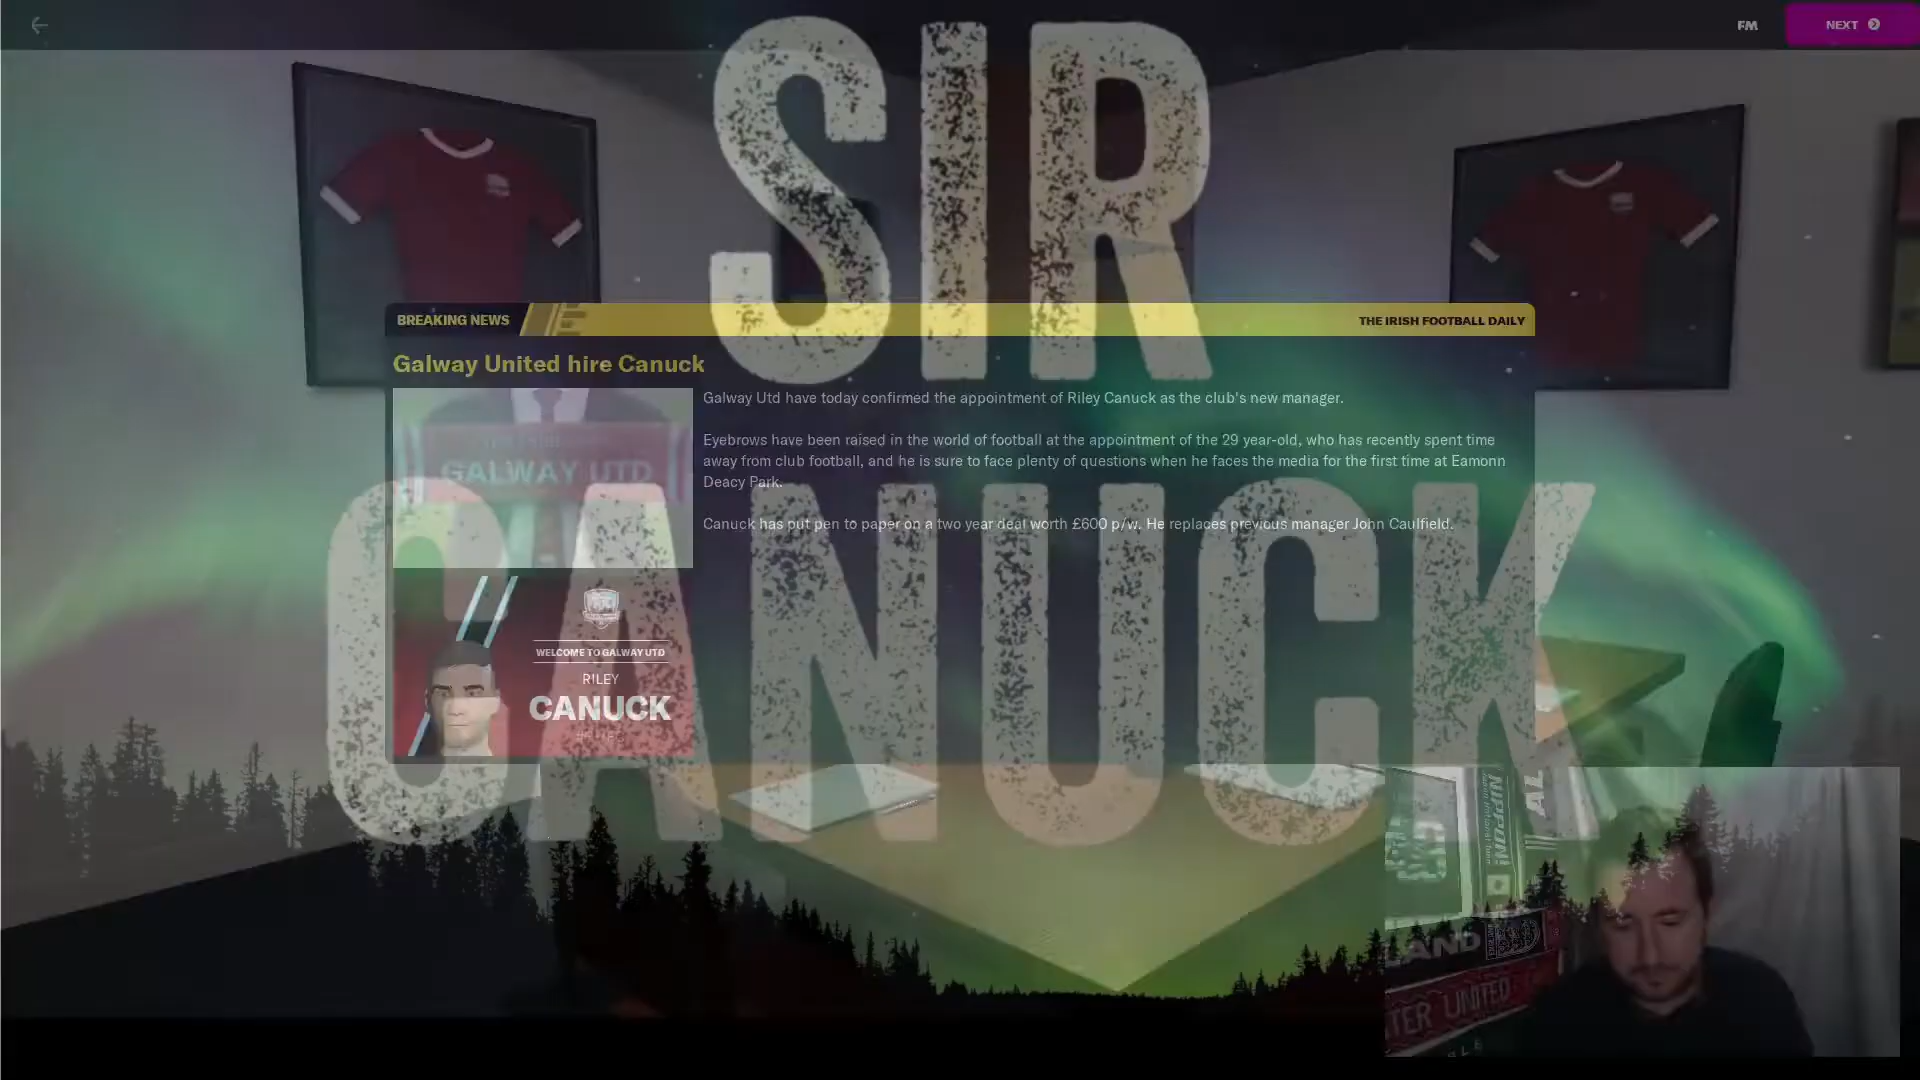 FM
NEXT
SIR
CANUCK
BREAKING NEWS
THE IRISH FOOTBALL DAILY
Galway United hire Canuck
Galway Utd have today confirmed the appointment of Riley Canuck as the club's new manager.
Eyebrows have been raised in the world of football at the appointment of the 29 year-old, who has recently spent time
away from club football, and he is sure to face plenty of questions when he faces the media for the first time at Eamonn
Deacy Park.
Canuck has put pen to paper on a two year deal worth £600 p/w. He replaces previous manager John Caulfield.
GALWAY UTD
WELCOME TO GALWAY UTD
RILEY
CANUCK
NIPPON!
AL
LAND
TER UNITED